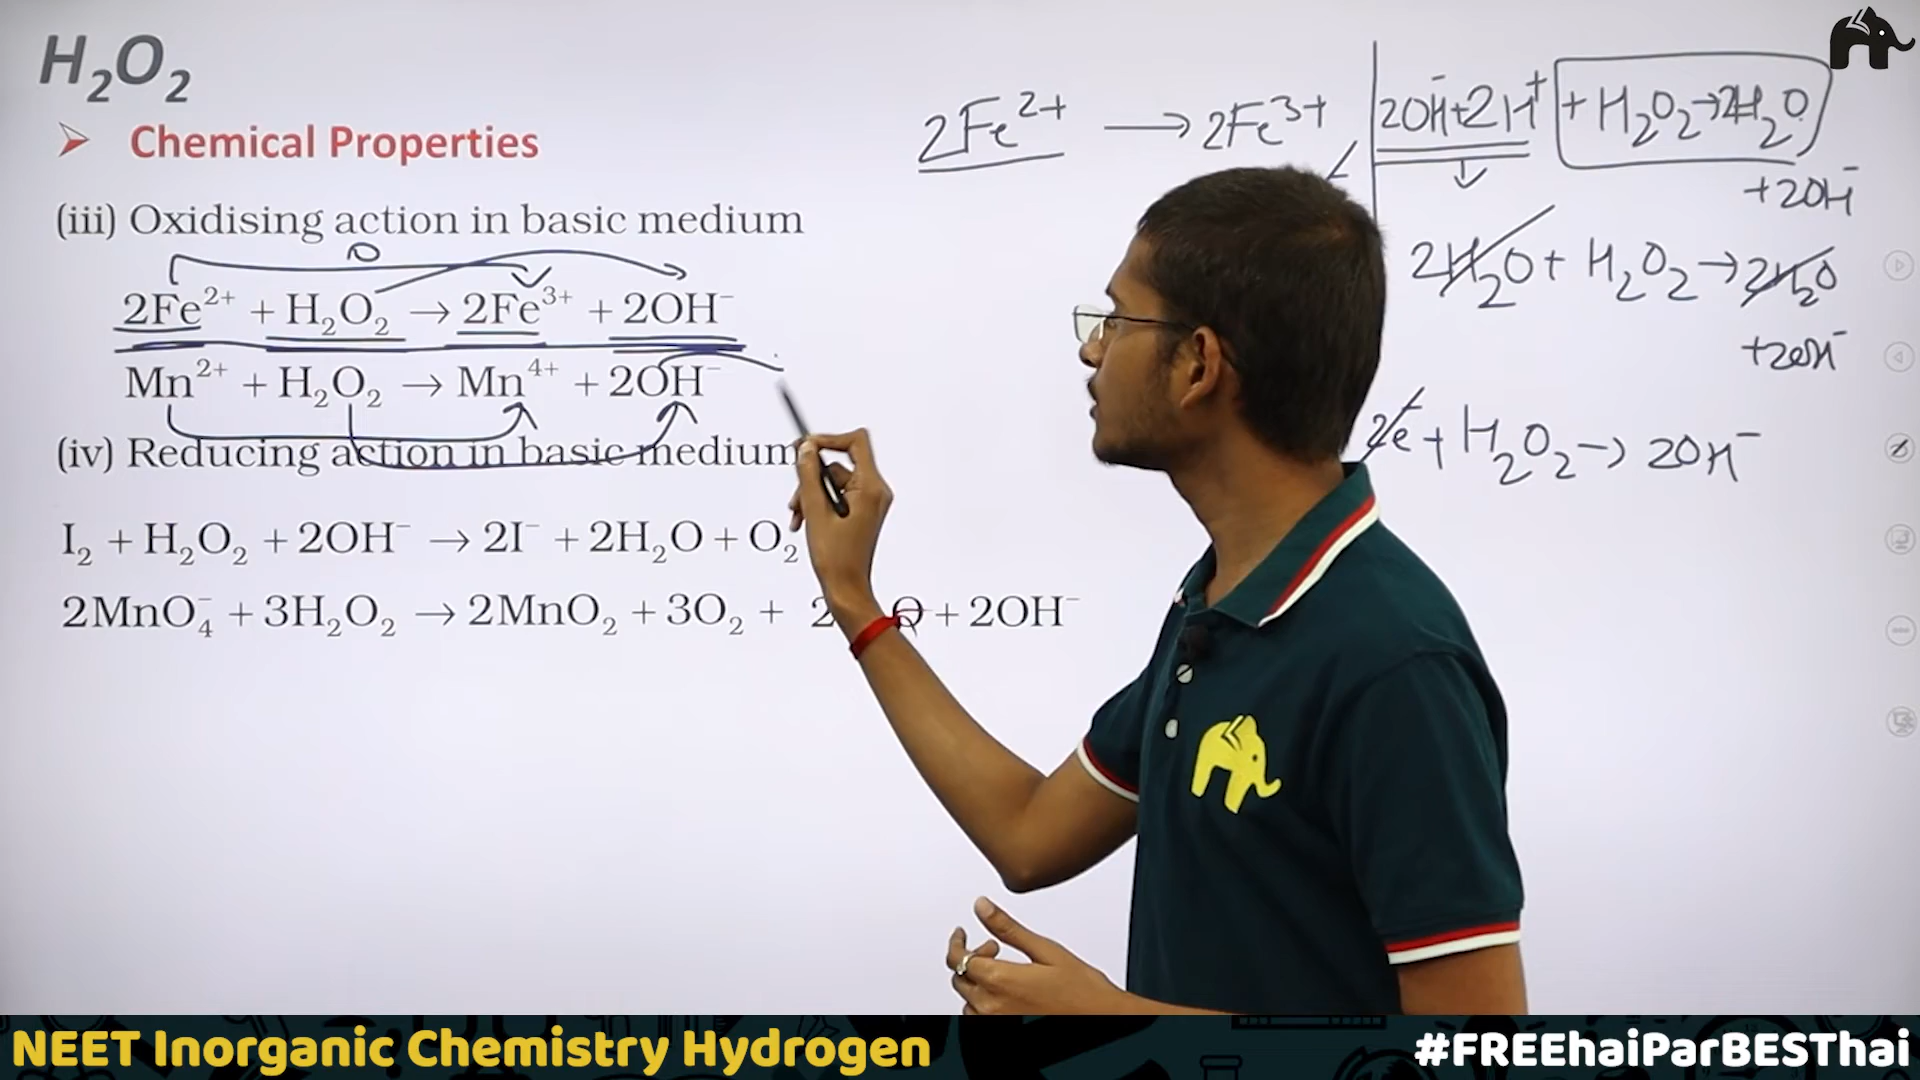 H₂O₂
Chemical Properties
(iii) Oxidising action in basic medium
2Fe²⁺ + H₂O₂ → 2Fe³⁺ + 2OH⁻
Mn²⁺ + H₂O₂ → Mn⁴⁺ + 2OH⁻
(iv) Reducing action in basic medium
I₂ + H₂O₂ + 2OH⁻ → 2I⁻ + 2H₂O + O₂
2MnO₄⁻ + 3H₂O₂ → 2MnO₂ + 3O₂ + 2 O + 2OH⁻
2Fe²⁺ → 2Fe³⁺
2OH⁻+2H⁺ + H₂O₂→2H₂O
+2OH⁻
2H₂O + H₂O₂ → 2H₂O
+2OH⁻
2e + H₂O₂ → 2OH⁻
NEET Inorganic Chemistry Hydrogen
#FREEhaiParBESThai